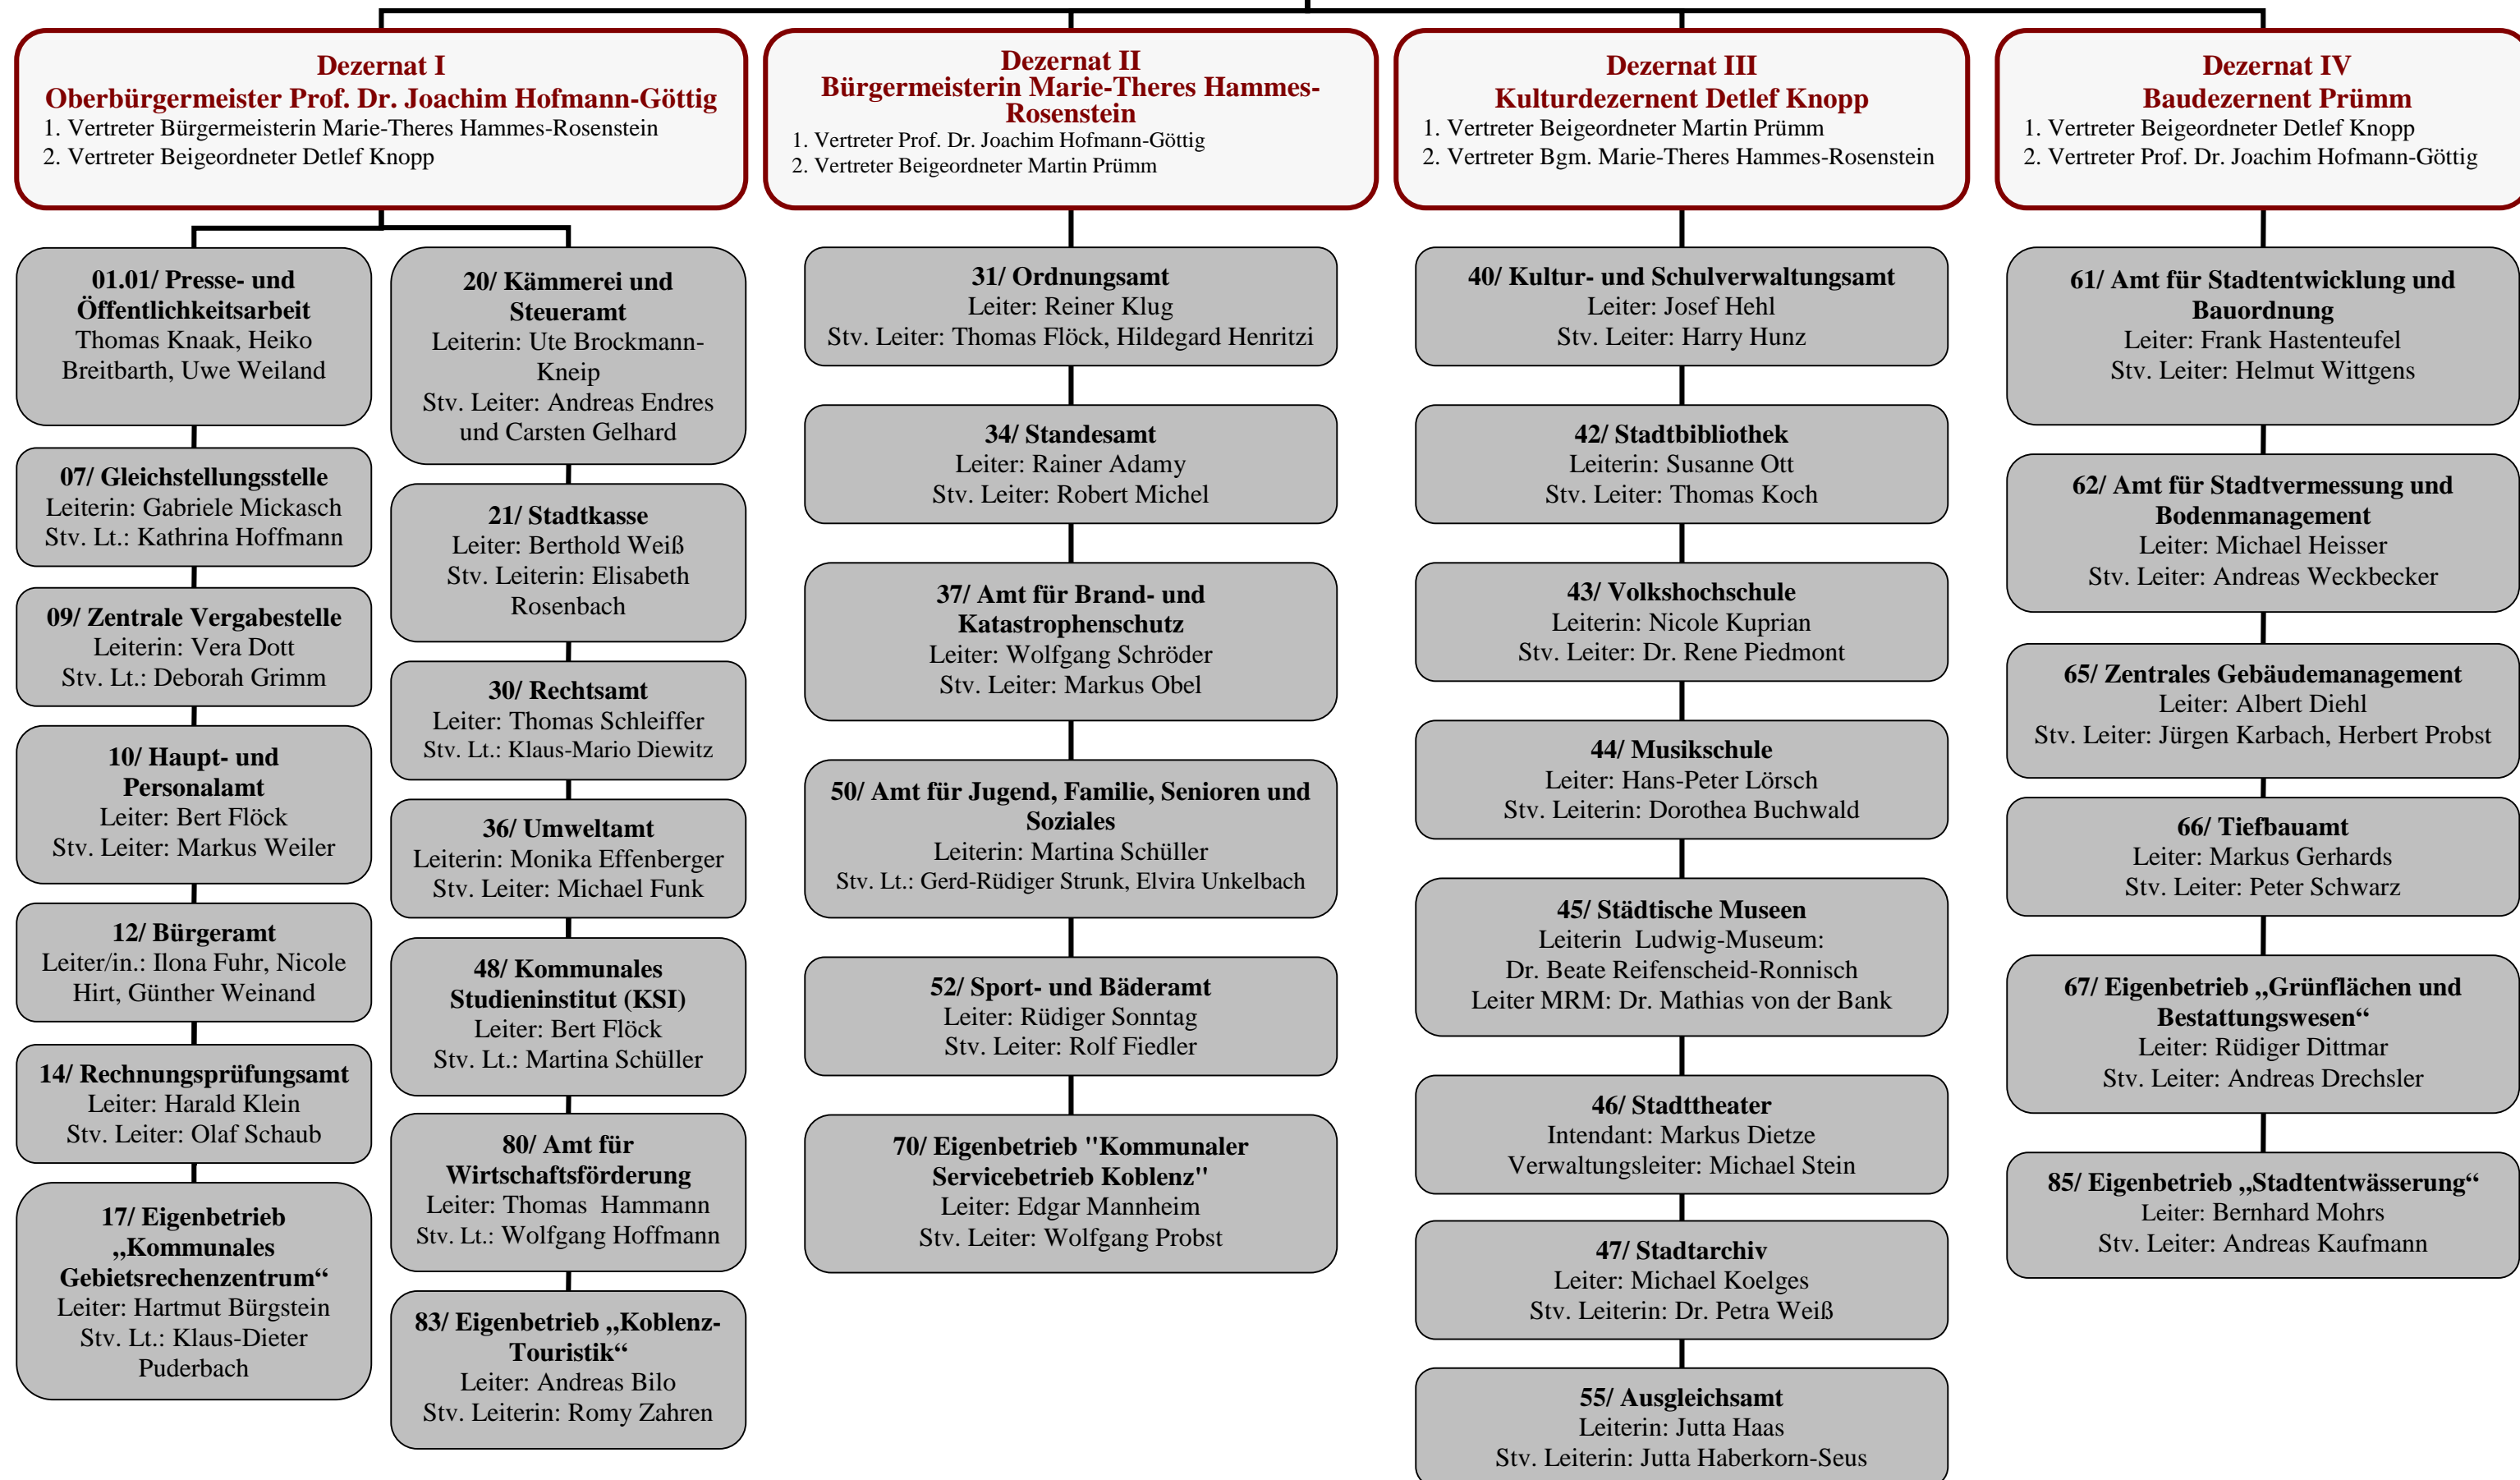 Dezernat I
Oberbürgermeister Prof. Dr. Joachim Hofmann-Göttig
1. Vertreter Bürgermeisterin Marie-Theres Hammes-Rosenstein
2. Vertreter Beigeordneter Detlef Knopp
Dezernat II
Bürgermeisterin Marie-Theres Hammes-
Rosenstein
1. Vertreter Prof. Dr. Joachim Hofmann-Göttig
2. Vertreter Beigeordneter Martin Prümm
Dezernat III
Kulturdezernent Detlef Knopp
1. Vertreter Beigeordneter Martin Prümm
2. Vertreter Bgm. Marie-Theres Hammes-Rosenstein
Dezernat IV
Baudezernent Prümm
1. Vertreter Beigeordneter Detlef Knopp
2. Vertreter Prof. Dr. Joachim Hofmann-Göttig
01.01/ Presse- und
Öffentlichkeitsarbeit
Thomas Knaak, Heiko
Breitbarth, Uwe Weiland
07/ Gleichstellungsstelle
Leiterin: Gabriele Mickasch
Stv. Lt.: Kathrina Hoffmann
09/ Zentrale Vergabestelle
Leiterin: Vera Dott
Stv. Lt.: Deborah Grimm
10/ Haupt- und
Personalamt
Leiter: Bert Flöck
Stv. Leiter: Markus Weiler
12/ Bürgeramt
Leiter/in.: Ilona Fuhr, Nicole
Hirt, Günther Weinand
14/ Rechnungsprüfungsamt
Leiter: Harald Klein
Stv. Leiter: Olaf Schaub
17/ Eigenbetrieb
„Kommunales
Gebietsrechenzentrum“
Leiter: Hartmut Bürgstein
Stv. Lt.: Klaus-Dieter
Puderbach
20/ Kämmerei und
Steueramt
Leiterin: Ute Brockmann-
Kneip
Stv. Leiter: Andreas Endres
und Carsten Gelhard
21/ Stadtkasse
Leiter: Berthold Weiß
Stv. Leiterin: Elisabeth
Rosenbach
30/ Rechtsamt
Leiter: Thomas Schleiffer
Stv. Lt.: Klaus-Mario Diewitz
36/ Umweltamt
Leiterin: Monika Effenberger
Stv. Leiter: Michael Funk
48/ Kommunales
Studieninstitut (KSI)
Leiter: Bert Flöck
Stv. Lt.: Martina Schüller
80/ Amt für
Wirtschaftsförderung
Leiter: Thomas Hammann
Stv. Lt.: Wolfgang Hoffmann
83/ Eigenbetrieb „Koblenz-
Touristik“
Leiter: Andreas Bilo
Stv. Leiterin: Romy Zahren
31/ Ordnungsamt
Leiter: Reiner Klug
Stv. Leiter: Thomas Flöck, Hildegard Henritzi
34/ Standesamt
Leiter: Rainer Adamy
Stv. Leiter: Robert Michel
37/ Amt für Brand- und
Katastrophenschutz
Leiter: Wolfgang Schröder
Stv. Leiter: Markus Obel
50/ Amt für Jugend, Familie, Senioren und
Soziales
Leiterin: Martina Schüller
Stv. Lt.: Gerd-Rüdiger Strunk, Elvira Unkelbach
52/ Sport- und Bäderamt
Leiter: Rüdiger Sonntag
Stv. Leiter: Rolf Fiedler
70/ Eigenbetrieb "Kommunaler
Servicebetrieb Koblenz"
Leiter: Edgar Mannheim
Stv. Leiter: Wolfgang Probst
40/ Kultur- und Schulverwaltungsamt
Leiter: Josef Hehl
Stv. Leiter: Harry Hunz
42/ Stadtbibliothek
Leiterin: Susanne Ott
Stv. Leiter: Thomas Koch
43/ Volkshochschule
Leiterin: Nicole Kuprian
Stv. Leiter: Dr. Rene Piedmont
44/ Musikschule
Leiter: Hans-Peter Lörsch
Stv. Leiterin: Dorothea Buchwald
45/ Städtische Museen
Leiterin Ludwig-Museum:
Dr. Beate Reifenscheid-Ronnisch
Leiter MRM: Dr. Mathias von der Bank
46/ Stadttheater
Intendant: Markus Dietze
Verwaltungsleiter: Michael Stein
47/ Stadtarchiv
Leiter: Michael Koelges
Stv. Leiterin: Dr. Petra Weiß
55/ Ausgleichsamt
Leiterin: Jutta Haas
Stv. Leiterin: Jutta Haberkorn-Seus
61/ Amt für Stadtentwicklung und
Bauordnung
Leiter: Frank Hastenteufel
Stv. Leiter: Helmut Wittgens
62/ Amt für Stadtvermessung und
Bodenmanagement
Leiter: Michael Heisser
Stv. Leiter: Andreas Weckbecker
65/ Zentrales Gebäudemanagement
Leiter: Albert Diehl
Stv. Leiter: Jürgen Karbach, Herbert Probst
66/ Tiefbauamt
Leiter: Markus Gerhards
Stv. Leiter: Peter Schwarz
67/ Eigenbetrieb „Grünflächen und
Bestattungswesen“
Leiter: Rüdiger Dittmar
Stv. Leiter: Andreas Drechsler
85/ Eigenbetrieb „Stadtentwässerung“
Leiter: Bernhard Mohrs
Stv. Leiter: Andreas Kaufmann